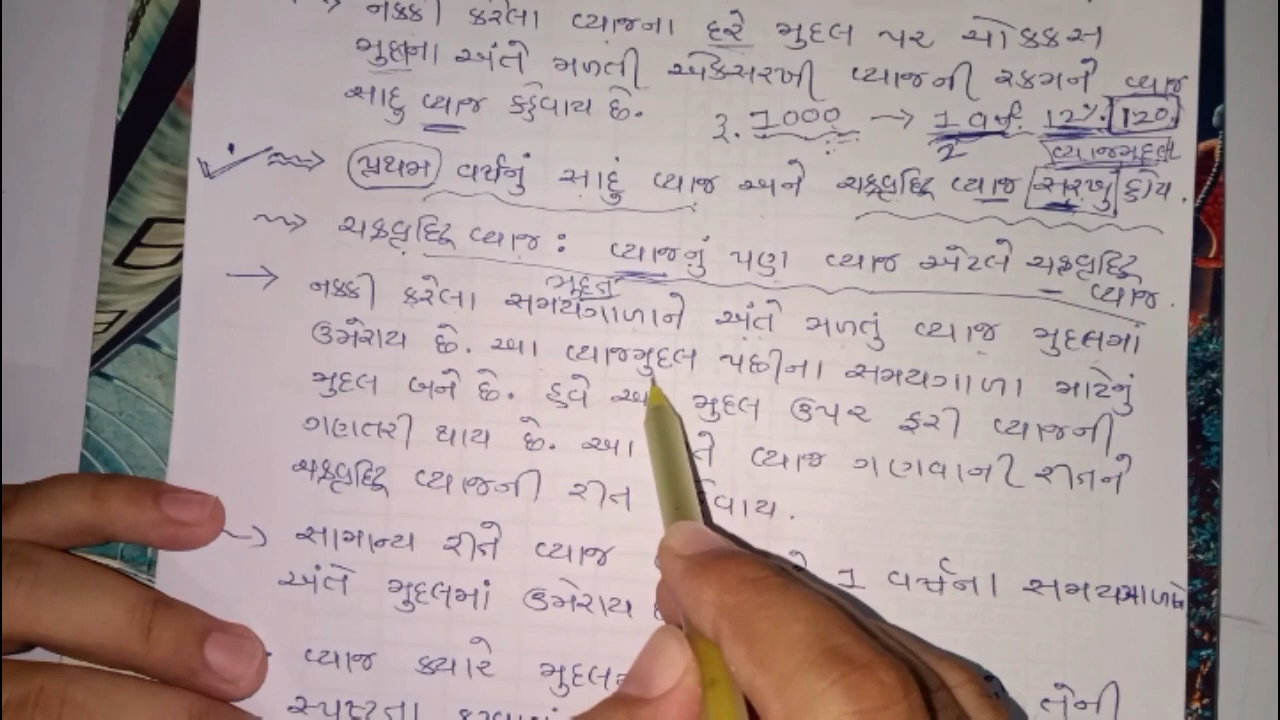 નક્કી કરેલા વ્યાજના દરે મુદ્દલ પર ચોક્કસ
મુદતના અંતે મળતી એકસરખી વ્યાજની રકમને વ્યાજ
સાદુ વ્યાજ કહેવાય છે.
રૂ. 1000 → 1 વર્ષ 12% 120
2 વ્યાજમુદ્દલ
પ્રથમ વર્ષનું સાદું વ્યાજ અને ચક્રવૃદ્ધિ વ્યાજ સરખુ હોય.
ચક્રવૃદ્ધિ વ્યાજ : વ્યાજનું પણ વ્યાજ એટલે ચક્રવૃદ્ધિ
વ્યાજ.
મુદત
→ નક્કી કરેલા સમયગાળાને અંતે મળતું વ્યાજ મુદ્દલમાં
ઉમેરાય છે. આ વ્યાજમુદ્દલ પછીના સમયગાળા માટેનું
મુદ્દલ બને છે. હવે આ મુદ્દલ ઉપર ફરી વ્યાજની
ગણતરી થાય છે. આ તે વ્યાજ ગણવાની રીતને
ચક્રવૃદ્ધિ વ્યાજની રીત વાય.
સામાન્ય રીતે વ્યાજ 1 વર્ષના સમયગાળાને
અંતે મુદ્દલમાં ઉમેરાય
વ્યાજ ક્યારે મુદ્દલ તેની
સ્પષ્ટતા